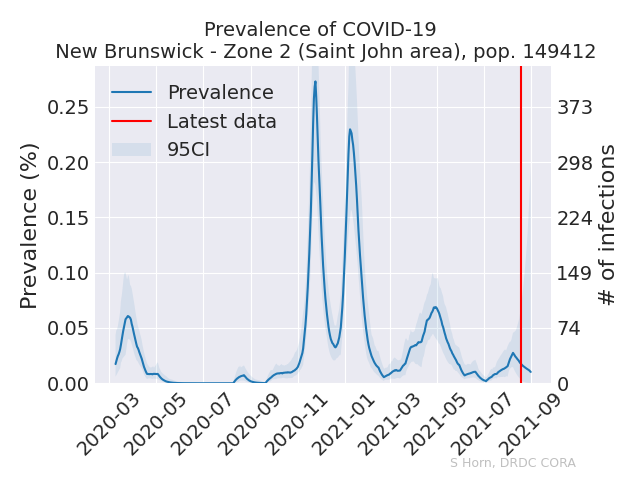 Prevalence of COVID-19
New Brunswick - Zone 2 (Saint John area), pop. 149412
Prevalence
Latest data
95CI
Prevalence (%)
0.25
0.20
0.15
0.10
0.05
0.00
373
298
224
149
74
0
# of infections
2020-03
2020-05
2020-07
2020-09
2020-11
2021-01
2021-03
2021-05
2021-07
2021-09
S Horn, DRDC CORA